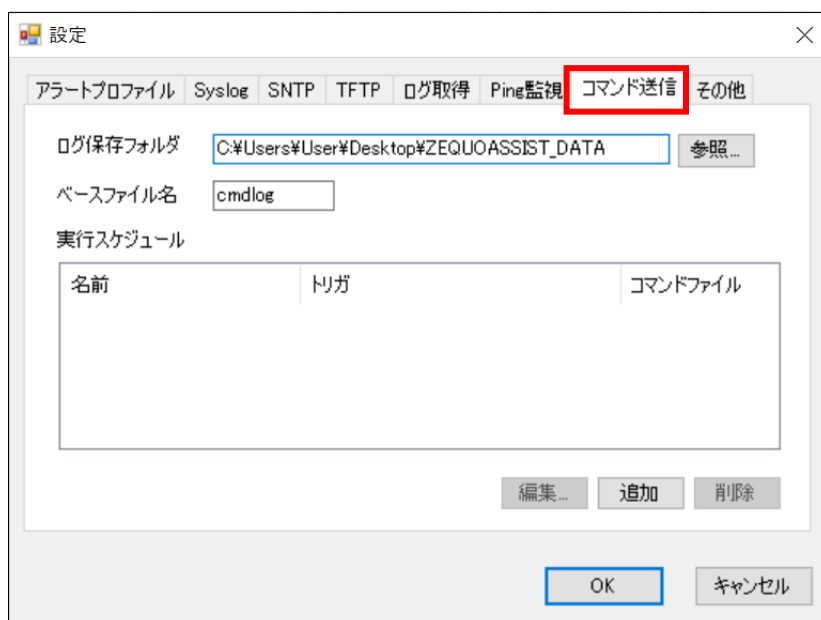 設定
アラートプロファイル Syslog SNTP TFTP ログ取得 Ping監視 コマンド送信 その他
ログ保存フォルダ C:¥Users¥User¥Desktop¥ZEQUOASSIST_DATA 参照...
ベースファイル名 cmdlog
実行スケジュール
名前 トリガ コマンドファイル
編集... 追加 削除
OK キャンセル